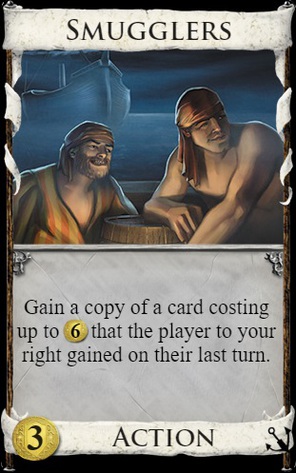 SMUGGLERS
Gain a copy of a card costing
up to 6 that the player to your
right gained on their last turn.
3 ACTION